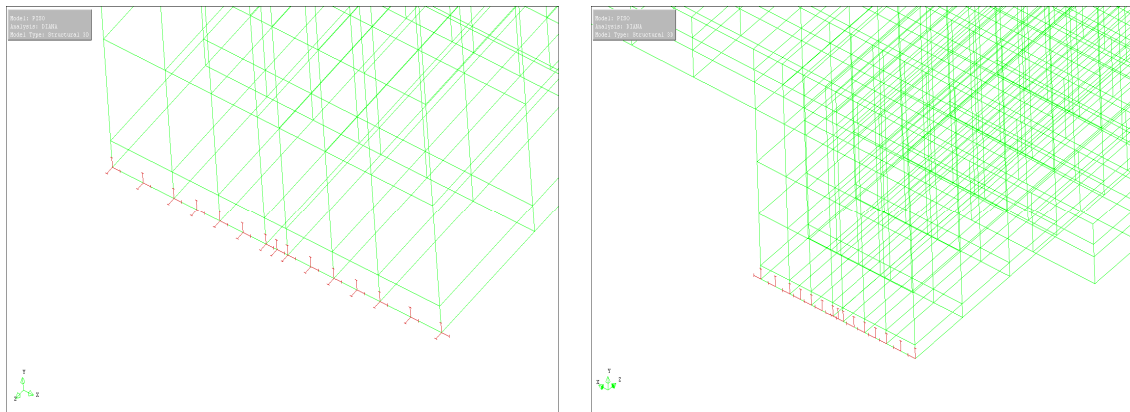 Model: PISO
Analysis: DIANA
Model Type: Structural 3D
Y
X
Z
Model: PISO
Analysis: DIANA
Model Type: Structural 3D
Y
X
Z